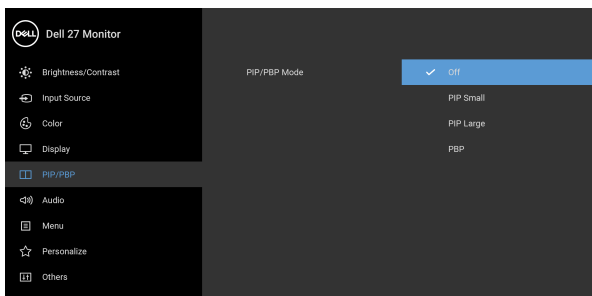 DELL Dell 27 Monitor
Brightness/Contrast PIP/PBP Mode Off
Input Source PIP Small
Color PIP Large
Display PBP
PIP/PBP
Audio
Menu
Personalize
Others